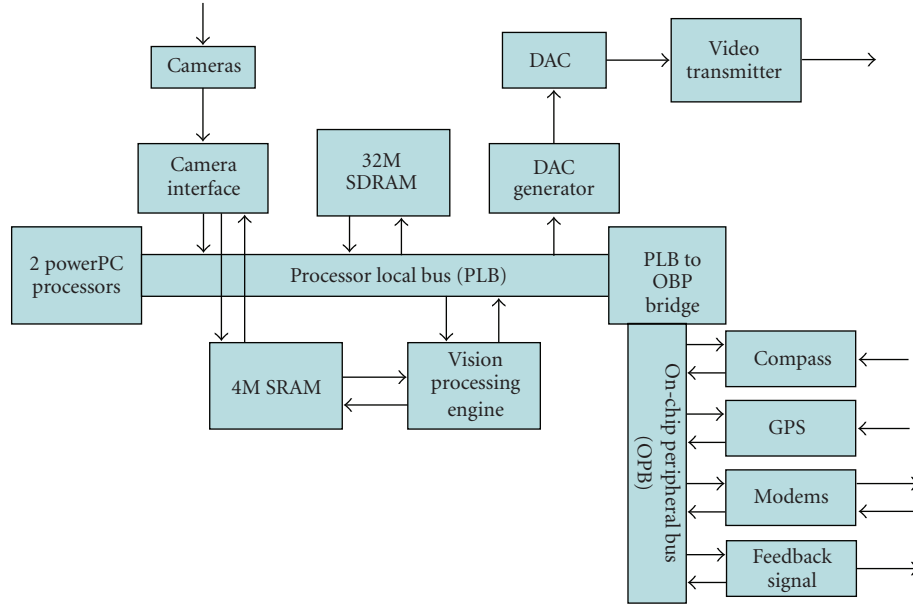 Cameras
DAC
Video
transmitter
Camera
interface
32M
SDRAM
DAC
generator
2 powerPC
processors
Processor local bus (PLB)
PLB to
OBP
bridge
4M SRAM
Vision
processing
engine
On-chip peripheral bus
(OPB)
Compass
GPS
Modems
Feedback
signal